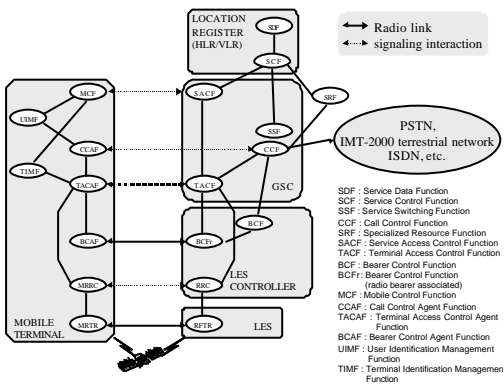 LOCATION
REGISTER
(HLR/VLR)
SDF
SCF
Radio link
signaling interaction
MCF
SACF
SRF
UIMF
SSF
CCAF
CCF
PSTN,
IMT-2000 terrestrial network
ISDN, etc.
TIMF
TACAF
TACF
GSC
BCF
BCAF
BCFr
LES
CONTROLLER
MRRC
RRC
MOBILE
TERMINAL
MRTR
RFTR
LES
SDF : Service Data Function
SCF : Service Control Function
SSF : Service Switching Function
CCF : Call Control Function
SRF : Specialized Resource Function
SACF : Service Access Control Function
TACF : Terminal Access Control Function
BCF : Bearer Control Function
BCFr : Bearer Control Function
(radio bearer associated)
MCF : Mobile Control Function
CCAF : Call Control Agent Function
TACAF : Terminal Access Control Agent
Function
BCAF : Bearer Control Agent Function
UIMF : User Identification Management
Function
TIMF : Terminal Identification Management
Function